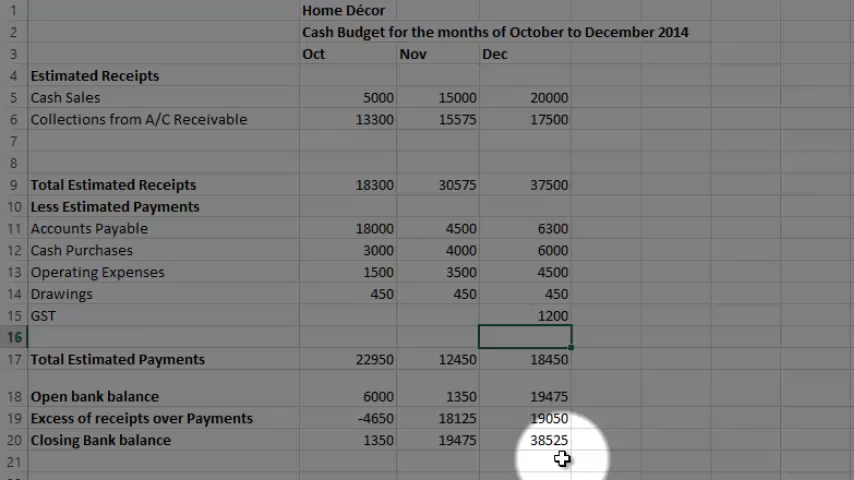 1 Home Décor
2 Cash Budget for the months of October to December 2014
3 Oct Nov Dec
4 Estimated Receipts
5 Cash Sales 5000 15000 20000
6 Collections from A/C Receivable 13300 15575 17500
7
8
9 Total Estimated Receipts 18300 30575 37500
10 Less Estimated Payments
11 Accounts Payable 18000 4500 6300
12 Cash Purchases 3000 4000 6000
13 Operating Expenses 1500 3500 4500
14 Drawings 450 450 450
15 GST 1200
16
17 Total Estimated Payments 22950 12450 18450
18 Open bank balance 6000 1350 19475
19 Excess of receipts over Payments -4650 18125 19050
20 Closing Bank balance 1350 19475 38525
21